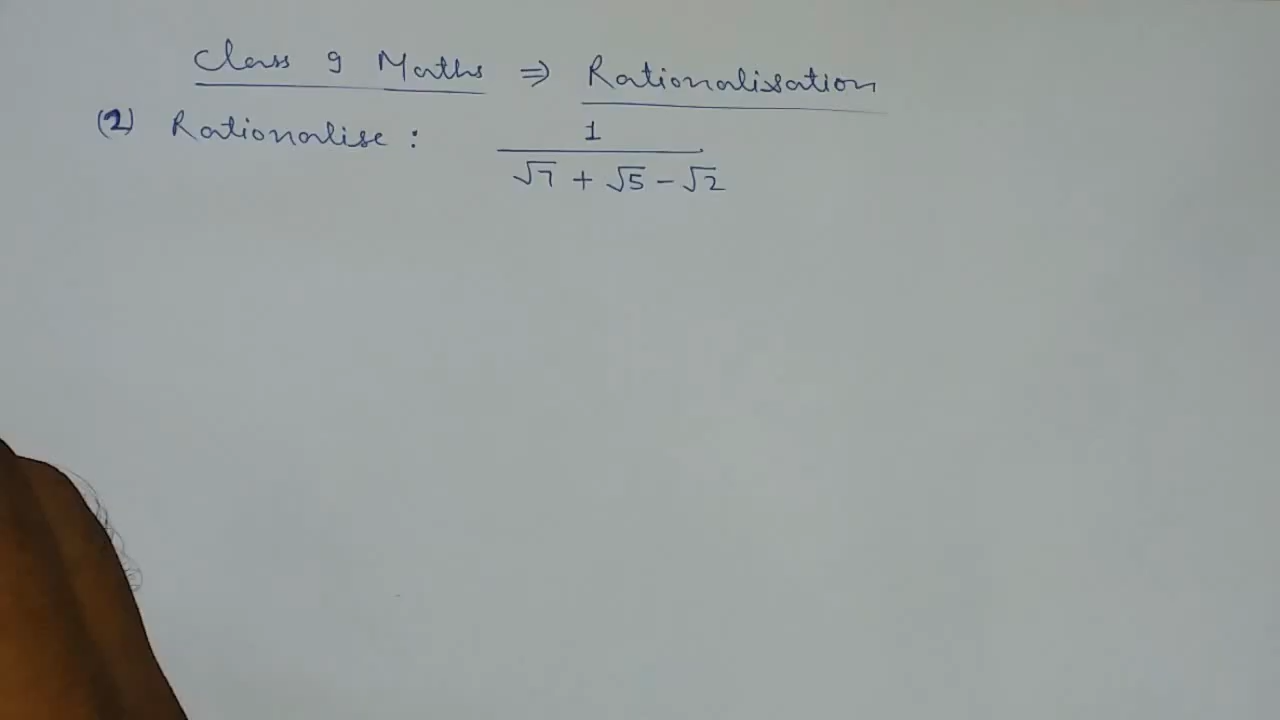 Class 9 Maths ⇒ Rationalisation
(2) Rationalise : 1
√7 + √5 - √2